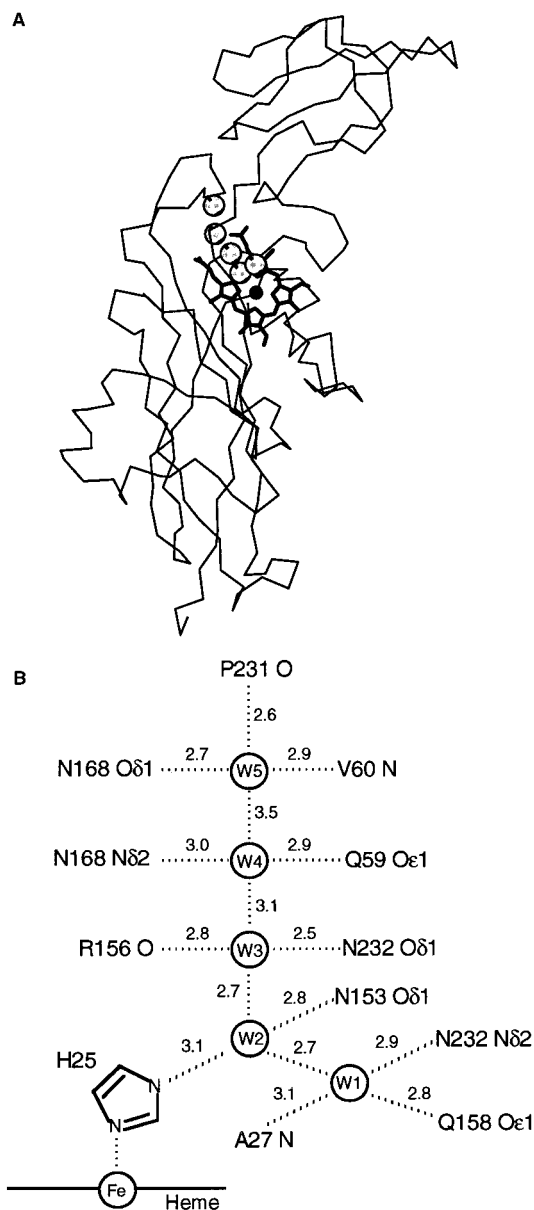 A
B
P231 O
2.6
N168 Oδ1 2.7 W5 2.9 V60 N
3.5
N168 Nδ2 3.0 W4 2.9 Q59 Oε1
3.1
R156 O 2.8 W3 2.5 N232 Oδ1
2.7
2.8 N153 Oδ1
W2
H25 3.1 2.7 2.9 N232 Nδ2
N W1
3.1 2.8
N A27 N Q158 Oε1
Fe
Heme